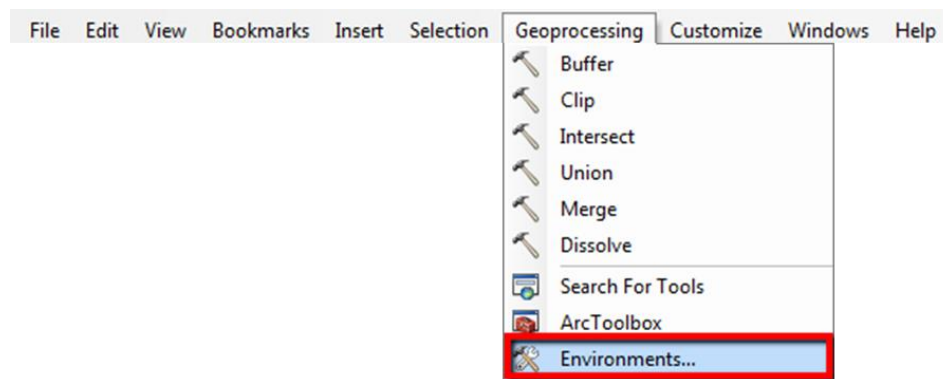 File Edit View Bookmarks Insert Selection Geoprocessing Customize Windows Help
Buffer
Clip
Intersect
Union
Merge
Dissolve
Search For Tools
ArcToolbox
Environments...